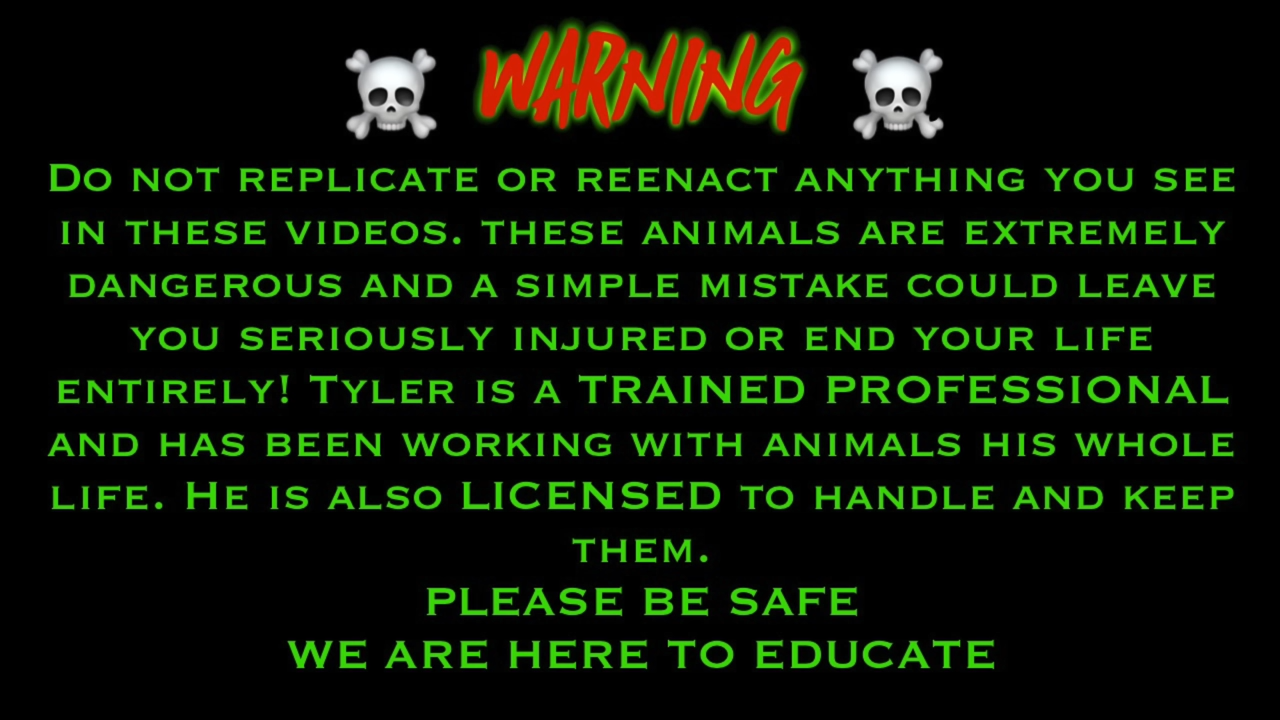 WARNING
Do not replicate or reenact anything you see
in these videos. these animals are extremely
dangerous and a simple mistake could leave
you seriously injured or end your life
entirely! Tyler is a TRAINED PROFESSIONAL
and has been working with animals his whole
life. He is also LICENSED to handle and keep
them.
PLEASE BE SAFE
WE ARE HERE TO EDUCATE